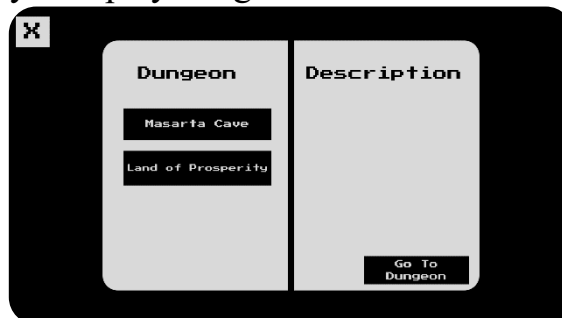 X
Dungeon
Masarta Cave
Land of Prosperity
Description
Go To
Dungeon